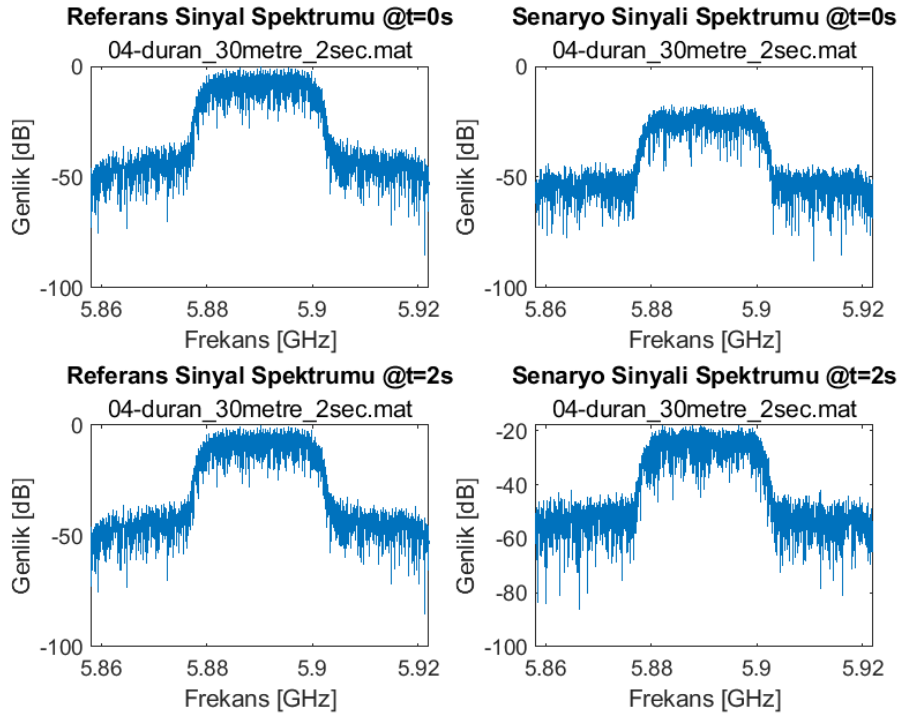 Referans Sinyal Spektrumu @t=0s
04-duran_30metre_2sec.mat
0
-50
-100
Genlik [dB]
5.86
5.88
5.9
5.92
Frekans [GHz]
Senaryo Sinyali Spektrumu @t=0s
04-duran_30metre_2sec.mat
0
-50
-100
Genlik [dB]
5.86
5.88
5.9
5.92
Frekans [GHz]
Referans Sinyal Spektrumu @t=2s
04-duran_30metre_2sec.mat
0
-50
-100
Genlik [dB]
5.86
5.88
5.9
5.92
Frekans [GHz]
Senaryo Sinyali Spektrumu @t=2s
04-duran_30metre_2sec.mat
-20
-40
-60
-80
-100
Genlik [dB]
5.86
5.88
5.9
5.92
Frekans [GHz]